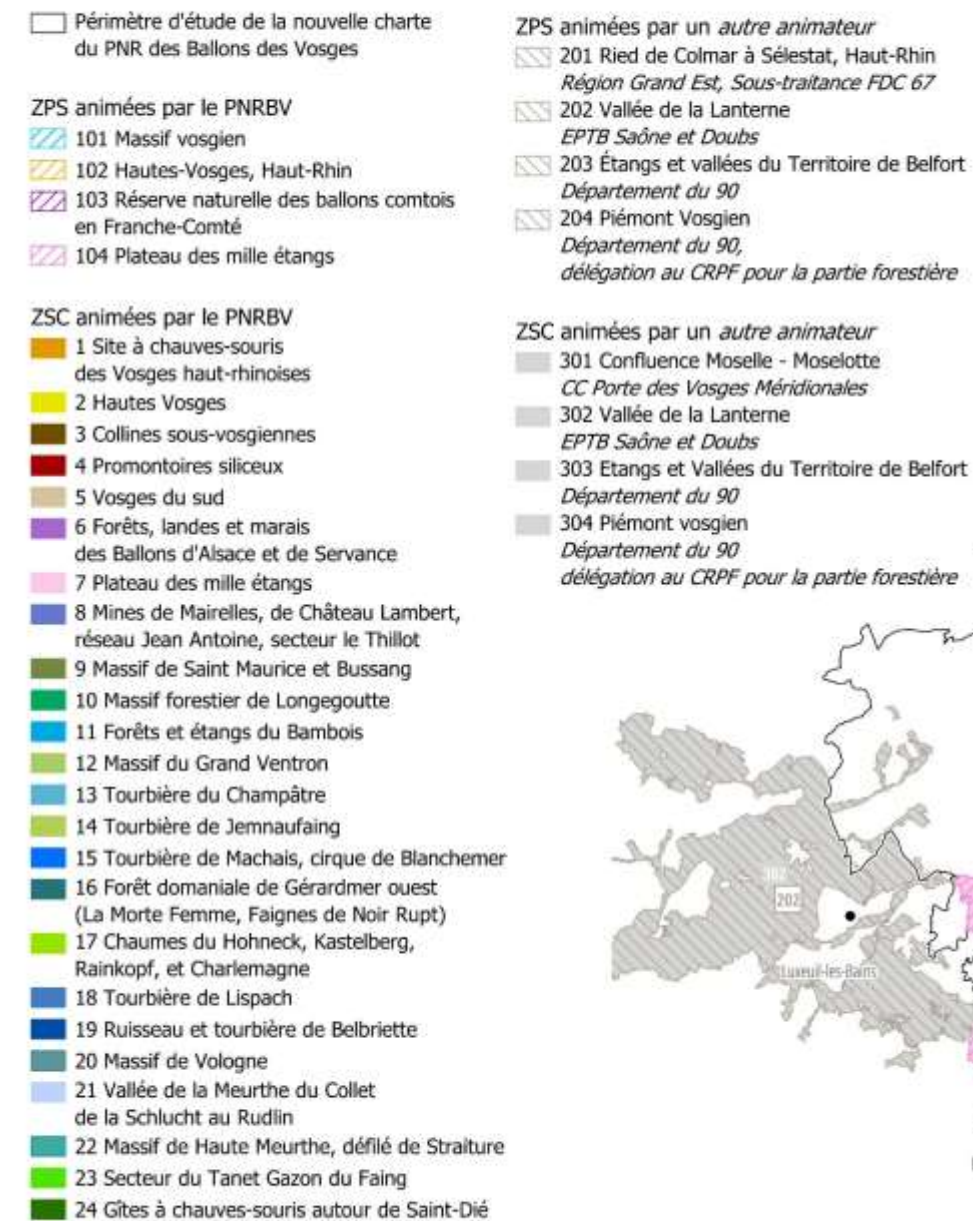 Périmètre d'étude de la nouvelle charte
du PNR des Ballons des Vosges
ZPS animées par le PNRBV
101 Massif vosgien
102 Hautes-Vosges, Haut-Rhin
103 Réserve naturelle des ballons comtois
en Franche-Comté
104 Plateau des mille étangs
ZSC animées par le PNRBV
1 Site à chauves-souris
des Vosges haut-rhinoises
2 Hautes Vosges
3 Collines sous-vosgiennes
4 Promontoires siliceux
5 Vosges du sud
6 Forêts, landes et marais
des Ballons d'Alsace et de Servance
7 Plateau des mille étangs
8 Mines de Mairelles, de Château Lambert,
réseau Jean Antoine, secteur le Thillot
9 Massif de Saint Maurice et Bussang
10 Massif forestier de Longegoutte
11 Forêts et étangs du Bambois
12 Massif du Grand Ventron
13 Tourbière du Champâtre
14 Tourbière de Jemnaufaing
15 Tourbière de Machais, cirque de Blanchemer
16 Forêt domaniale de Gérardmer ouest
(La Morte Femme, Faignes de Noir Rupt)
17 Chaumes du Hohneck, Kastelberg,
Rainkopf, et Charlemagne
18 Tourbière de Lispach
19 Ruisseau et tourbière de Belbriette
20 Massif de Vologne
21 Vallée de la Meurthe du Collet
de la Schlucht au Rudlin
22 Massif de Haute Meurthe, défilé de Straiture
23 Secteur du Tanet Gazon du Faing
24 Gîtes à chauves-souris autour de Saint-Dié
ZPS animées par un autre animateur
201 Ried de Colmar à Sélestat, Haut-Rhin
Région Grand Est, Sous-traitance FDC 67
202 Vallée de la Lanterne
EPTB Saône et Doubs
203 Étangs et vallées du Territoire de Belfort
Département du 90
204 Piémont Vosgien
Département du 90,
délégation au CRPF pour la partie forestière
ZSC animées par un autre animateur
301 Confluence Moselle - Moselotte
CC Porte des Vosges Méridionales
302 Vallée de la Lanterne
EPTB Saône et Doubs
303 Etangs et Vallées du Territoire de Belfort
Département du 90
304 Piémont vosgien
Département du 90
délégation au CRPF pour la partie forestière
302
202
Luxeuil-les-Bains